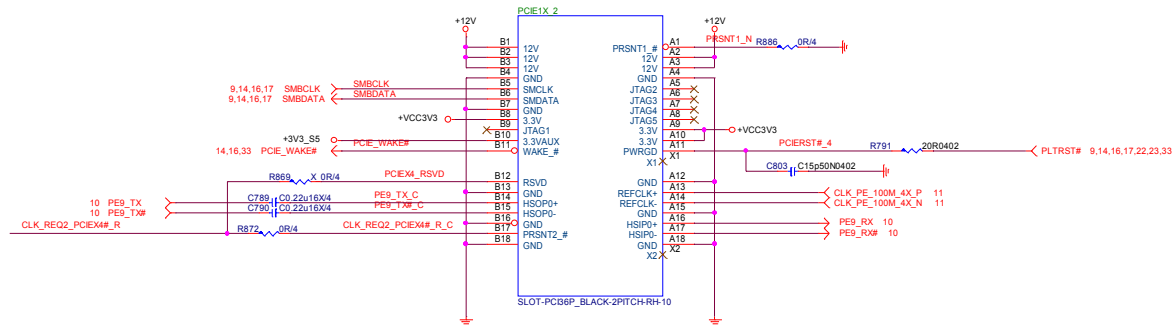 PCIE1X_2
+12V
+12V
B1 12V
B2 12V
B3 12V
B4 GND
B5 SMCLK
B6 SMDATA
B7 GND
B8 3.3V
B9 JTAG1
B10 3.3VAUX
B11 WAKE_#
B12 RSVD
B13 GND
B14 HSOP0+
B15 HSOP0-
B16 GND
B17 PRSNT2_#
B18 GND
PRSNT1_# A1
12V A2
12V A3
GND A4
JTAG2 A5
JTAG3 A6
JTAG4 A7
JTAG5 A8
3.3V A9
3.3V A10
PWRGD A11
X1 X1
GND A12
REFCLK+ A13
REFCLK- A14
GND A15
HSIP0+ A16
HSIP0- A17
GND A18
X2 X2
SLOT-PCI36P_BLACK-2PITCH-RH-10
9,14,16,17 SMBCLK SMBCLK
9,14,16,17 SMBDATA SMBDATA
+VCC3V3
+3V3_S5 PCIE_WAKE#
14,16,33 PCIE_WAKE#
R869 X_0R/4 PCIEX4_RSVD
10 PE9_TX C789 C0.22u16X/4 PE9_TX_C
10 PE9_TX# C790 C0.22u16X/4 PE9_TX#_C
CLK_REQ2_PCIEX4#_R R872 0R/4 CLK_REQ2_PCIEX4#_R_C
PRSNT1_N R886 0R/4
+VCC3V3
PCIERST#_4 R791 20R0402 PLTRST# 9,14,16,17,22,23,33
C803 C15p50N0402
CLK_PE_100M_4X_P 11
CLK_PE_100M_4X_N 11
PE9_RX 10
PE9_RX# 10